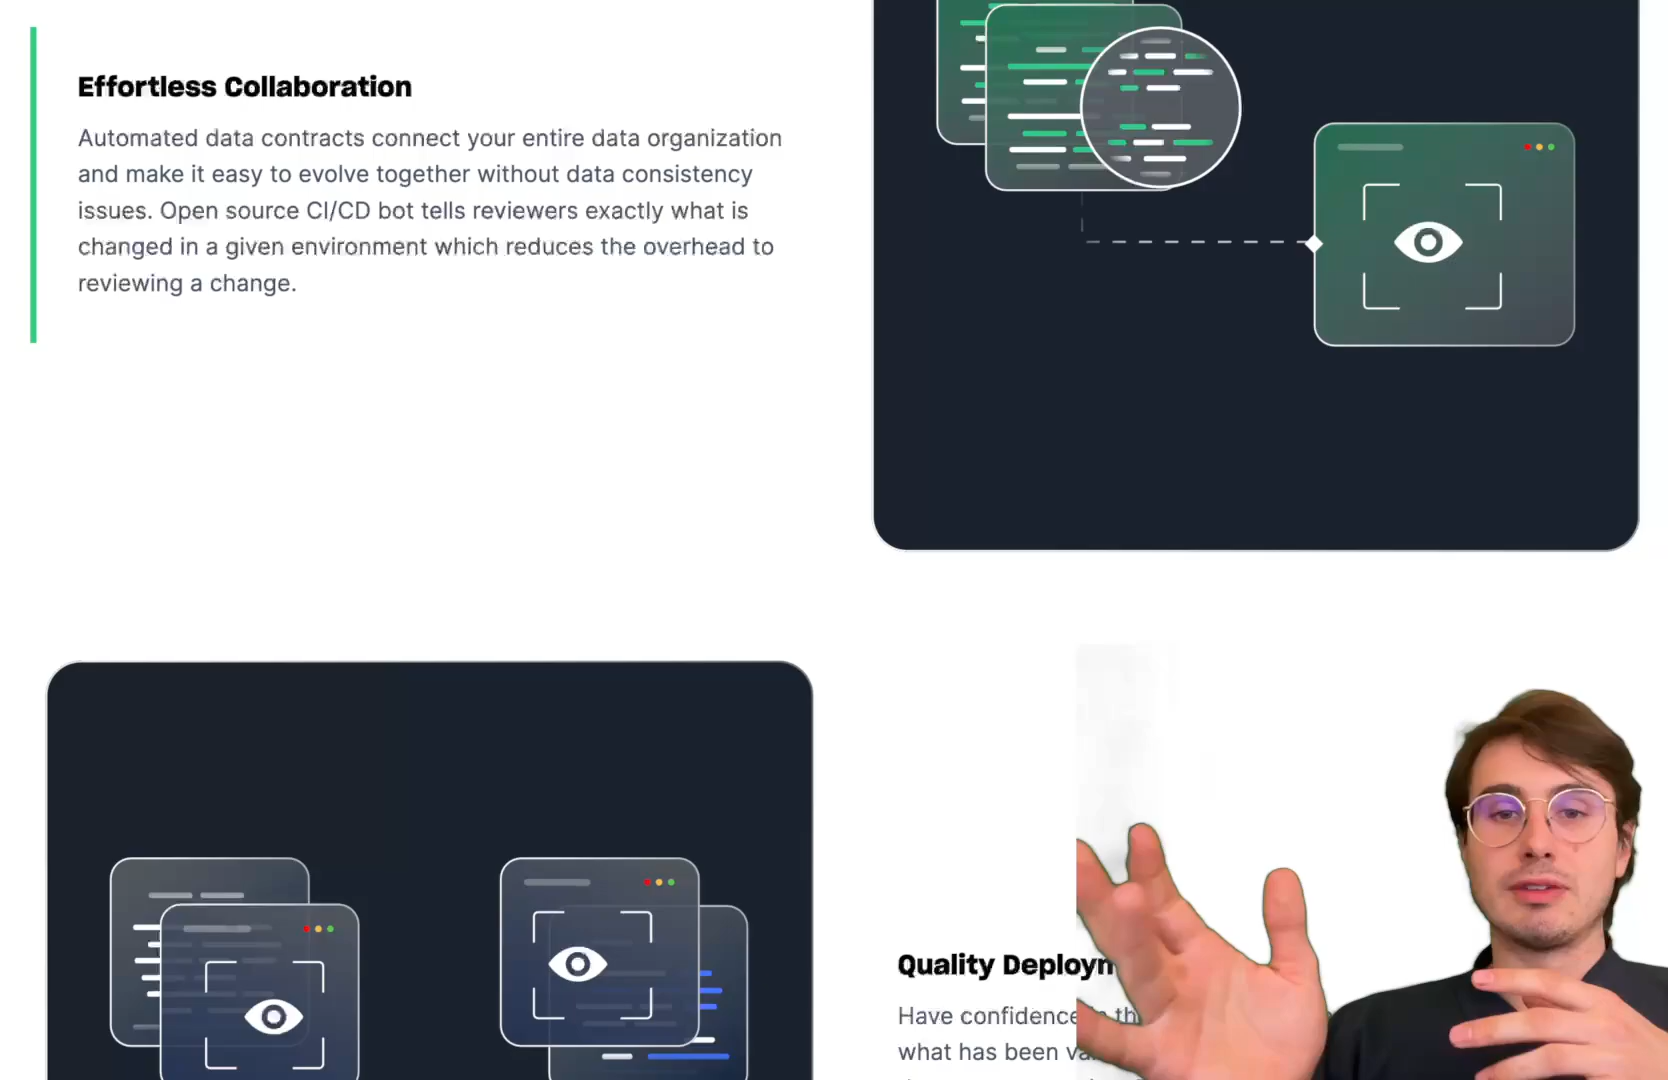 Effortless Collaboration
Automated data contracts connect your entire data organization
and make it easy to evolve together without data consistency
issues. Open source CI/CD bot tells reviewers exactly what is
changed in a given environment which reduces the overhead to
reviewing a change.
Quality
Have confidence
what has been